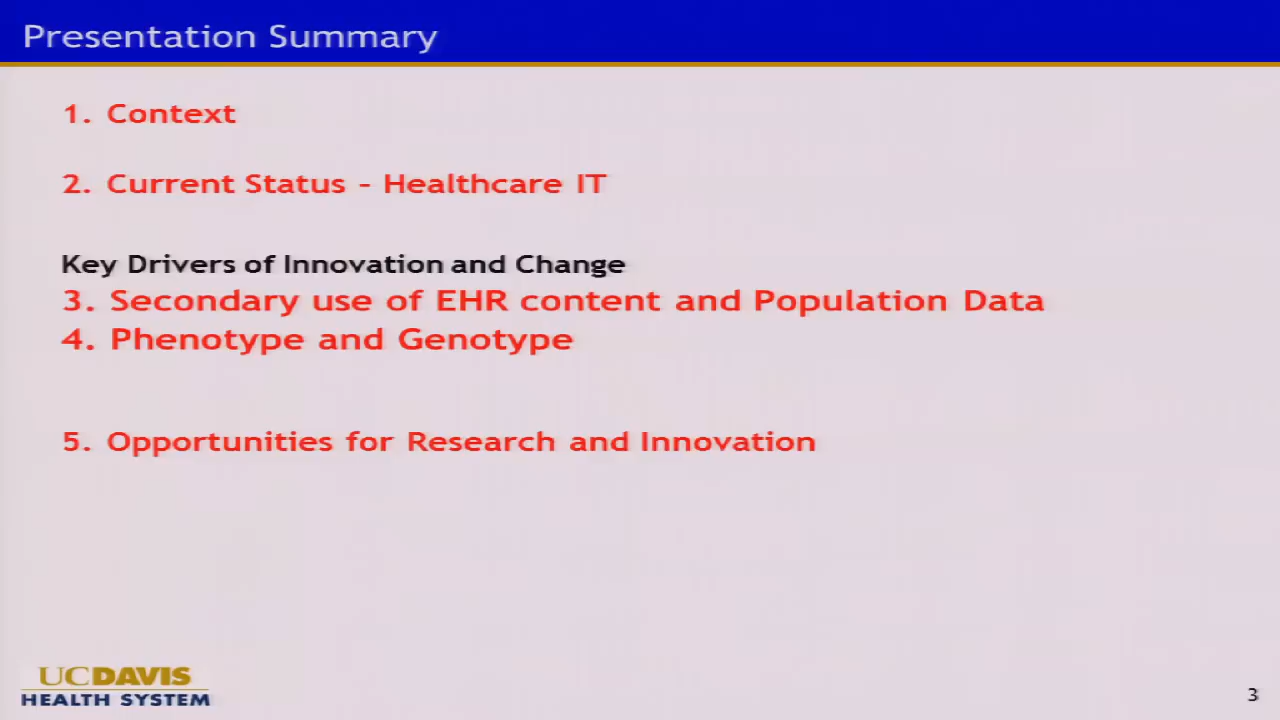 Presentation Summary
1. Context
2. Current Status - Healthcare IT
Key Drivers of Innovation and Change
3. Secondary use of EHR content and Population Data
4. Phenotype and Genotype
5. Opportunities for Research and Innovation
UCDAVIS
HEALTH SYSTEM
3